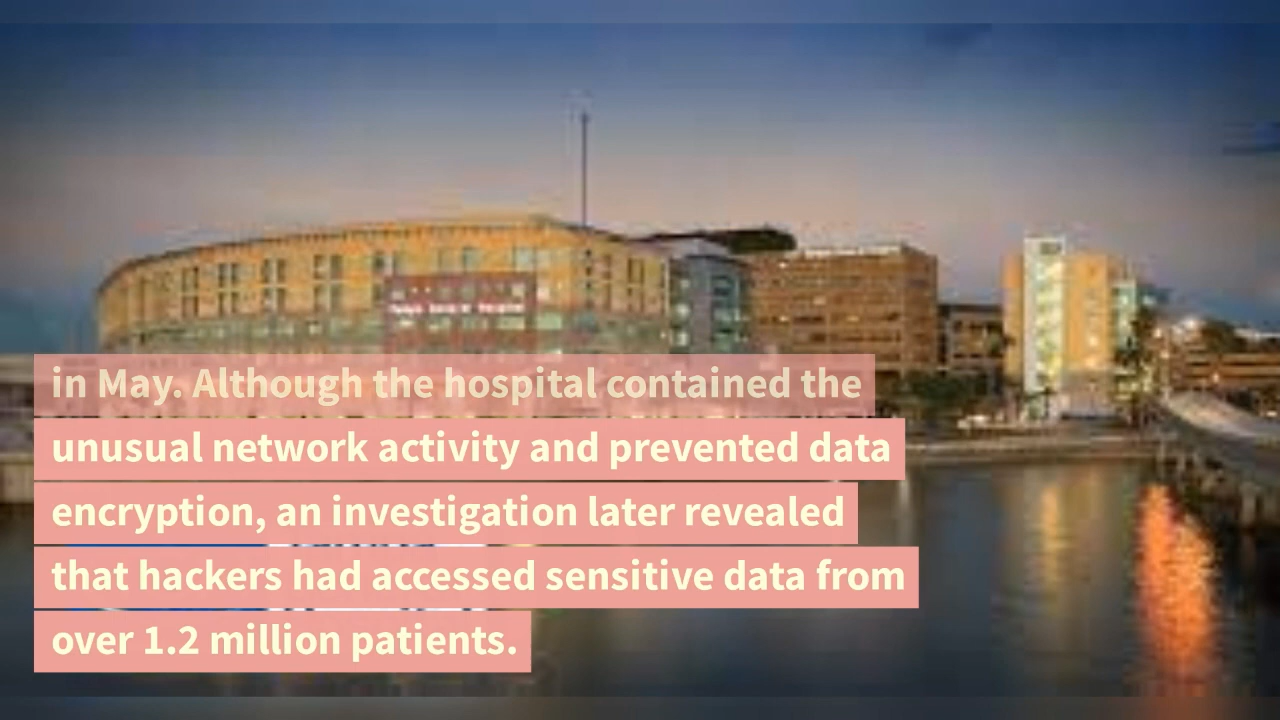 in May. Although the hospital contained the
unusual network activity and prevented data
encryption, an investigation later revealed
that hackers had accessed sensitive data from
over 1.2 million patients.